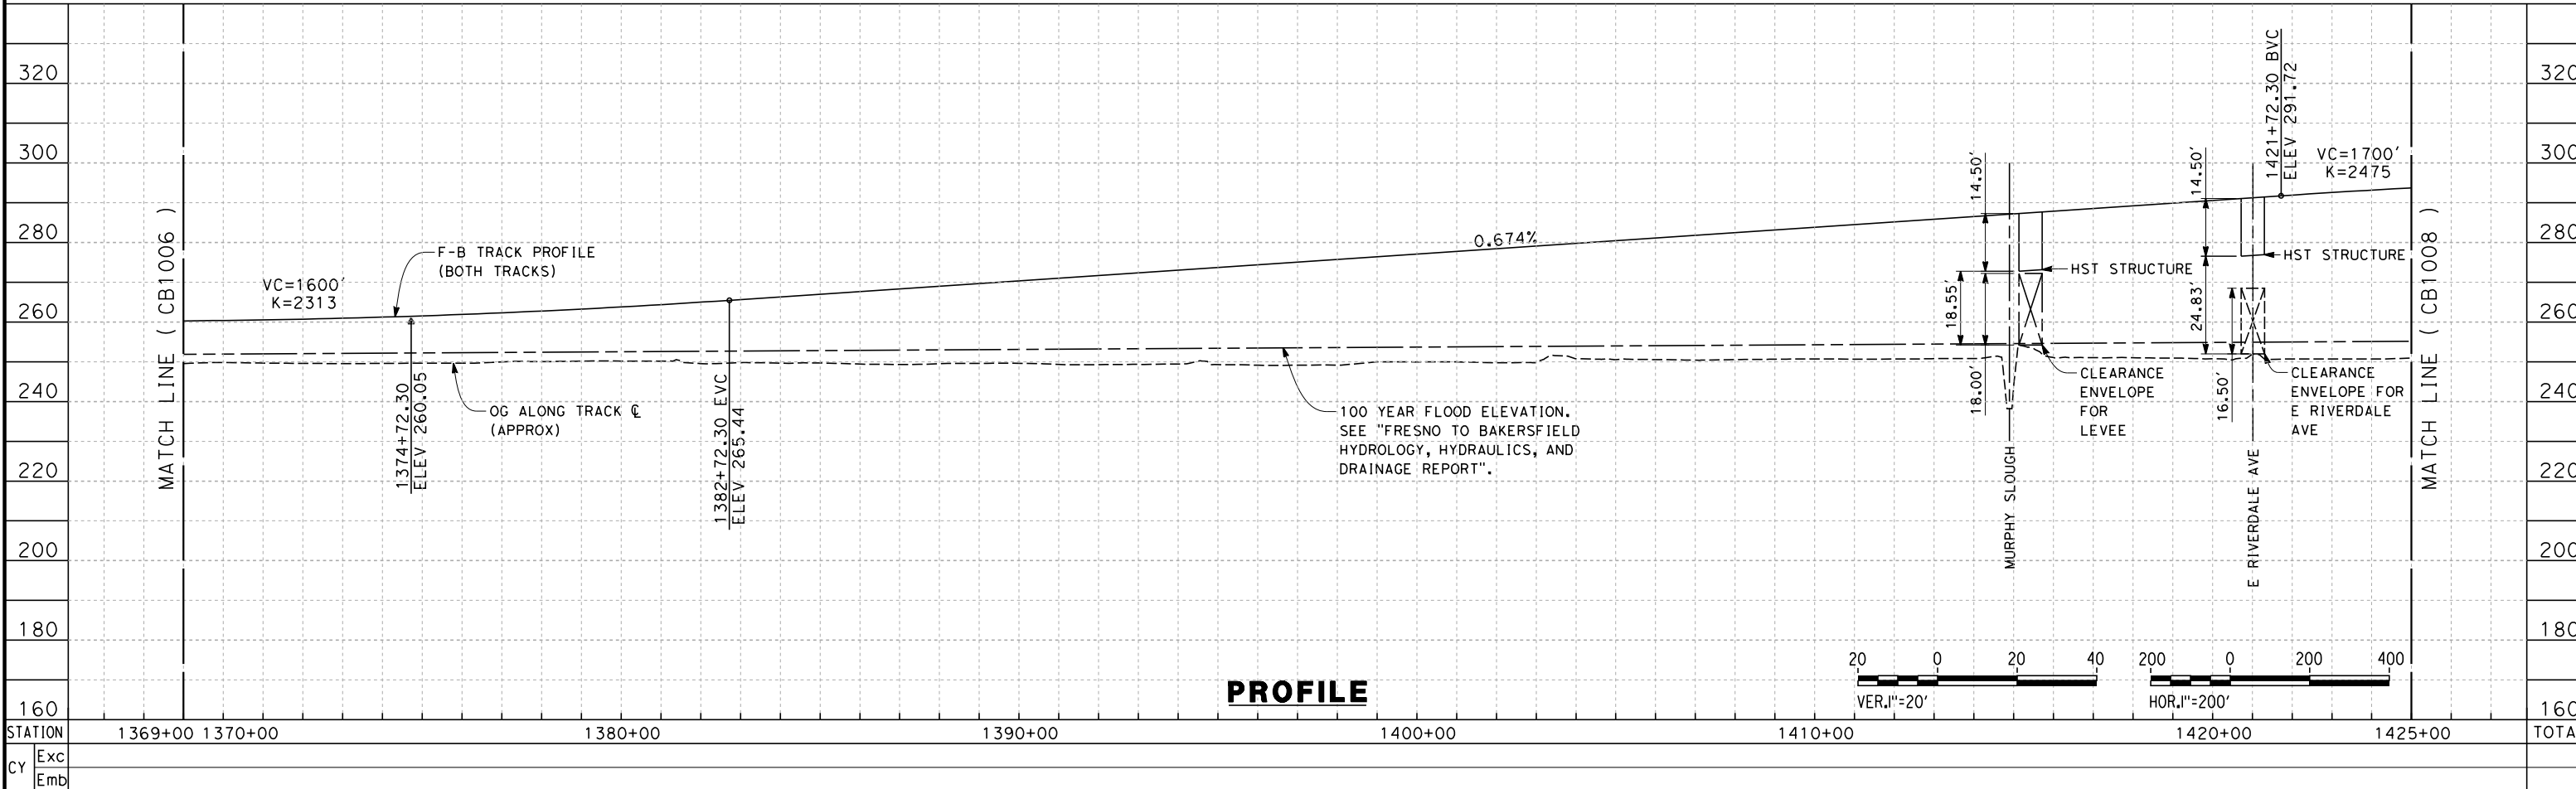 320
300
280
260
240
220
200
180
160
MATCH LINE ( CB1006 )
VC=1600'
K=2313
F-B TRACK PROFILE
(BOTH TRACKS)
1374+72.30
ELEV 260.05
OG ALONG TRACK ℄
(APPROX)
1382+72.30 EVC
ELEV 265.44
0.674%
100 YEAR FLOOD ELEVATION.
SEE "FRESNO TO BAKERSFIELD
HYDROLOGY, HYDRAULICS, AND
DRAINAGE REPORT".
14.50'
18.55'
18.00'
HST STRUCTURE
CLEARANCE
ENVELOPE
FOR
LEVEE
MURPHY SLOUGH
14.50'
24.83'
16.50'
1421+72.30 BVC
ELEV 291.72
VC=1700'
K=2475
HST STRUCTURE
CLEARANCE
ENVELOPE FOR
E RIVERDALE
AVE
E RIVERDALE AVE
MATCH LINE ( CB1008 )
320
300
280
260
240
220
200
180
160
PROFILE
20 0 20 40
VER.1"=20'
200 0 200 400
HOR.1"=200'
STATION 1369+00 1370+00 1380+00 1390+00 1400+00 1410+00 1420+00 1425+00 TOTA
CY Exc
Emb